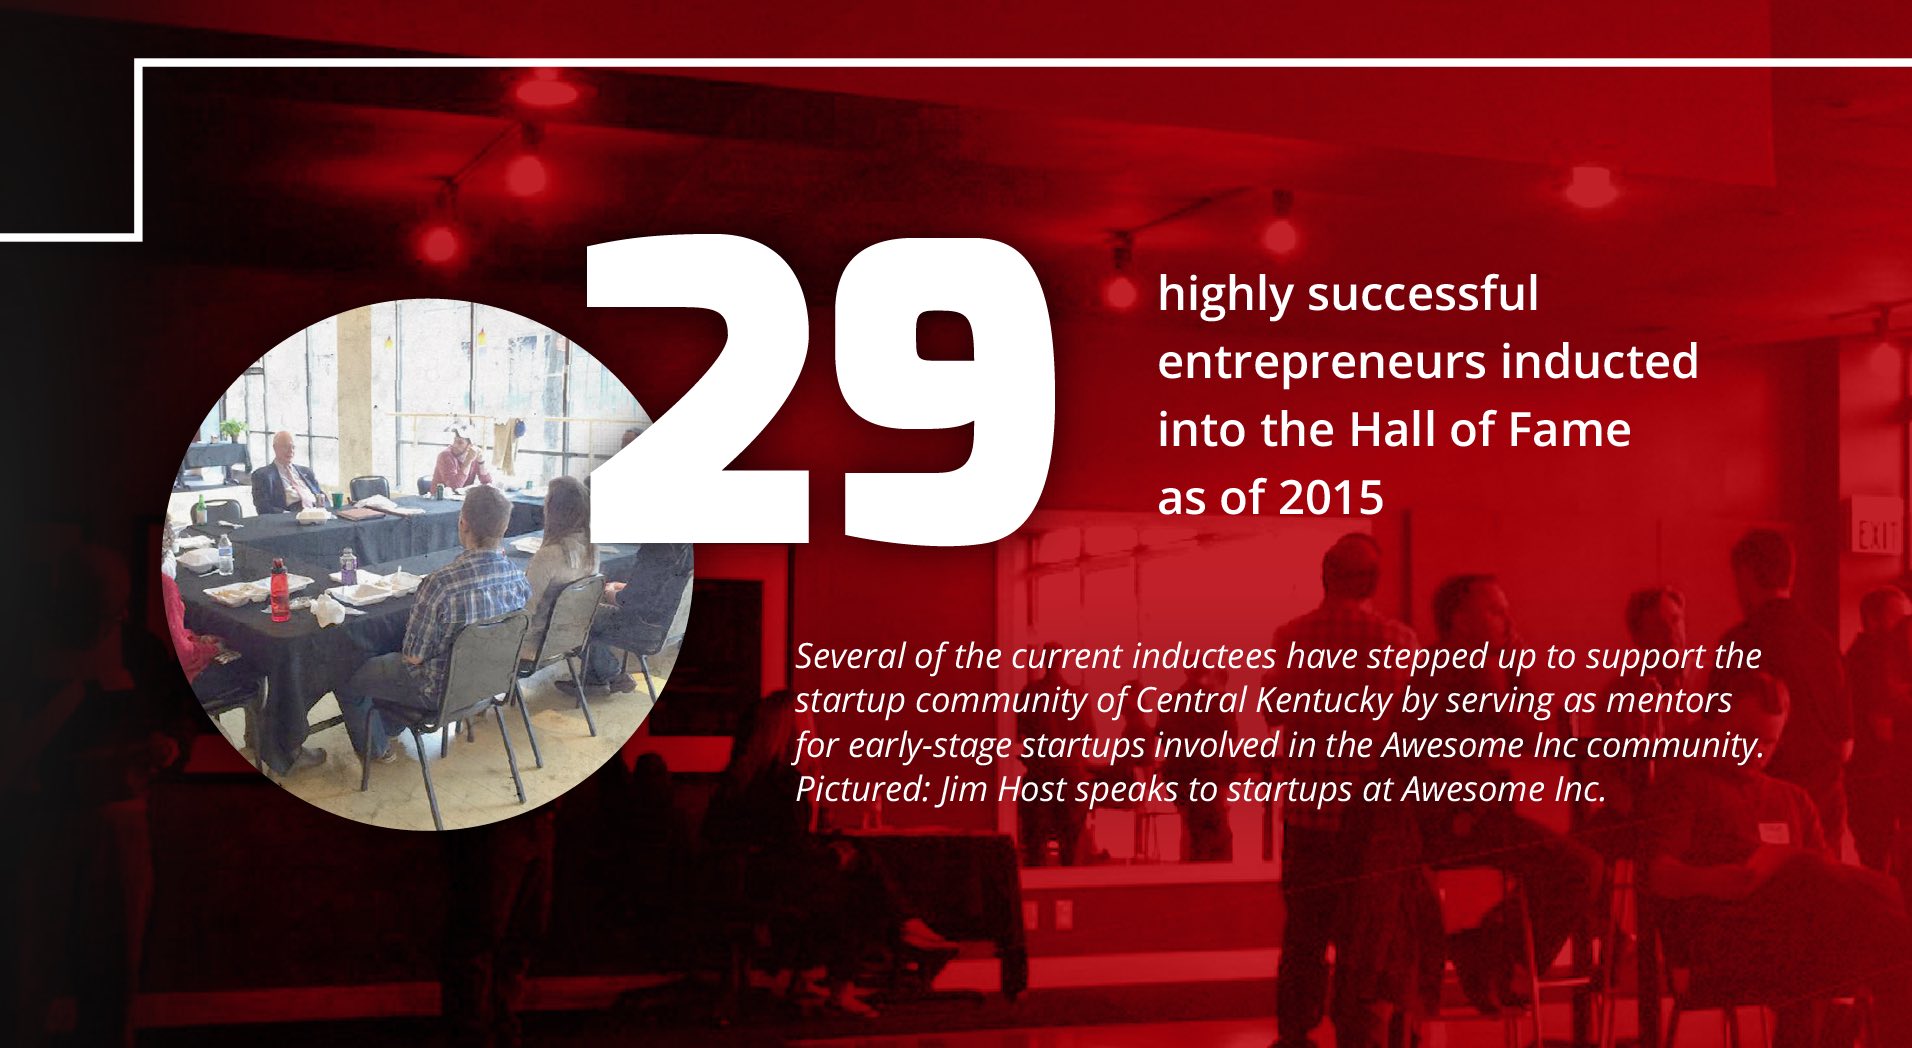 29
highly successful
entrepreneurs inducted
into the Hall of Fame
as of 2015
EXIT
Several of the current inductees have stepped up to support the
startup community of Central Kentucky by serving as mentors
for early-stage startups involved in the Awesome Inc community.
Pictured: Jim Host speaks to startups at Awesome Inc.